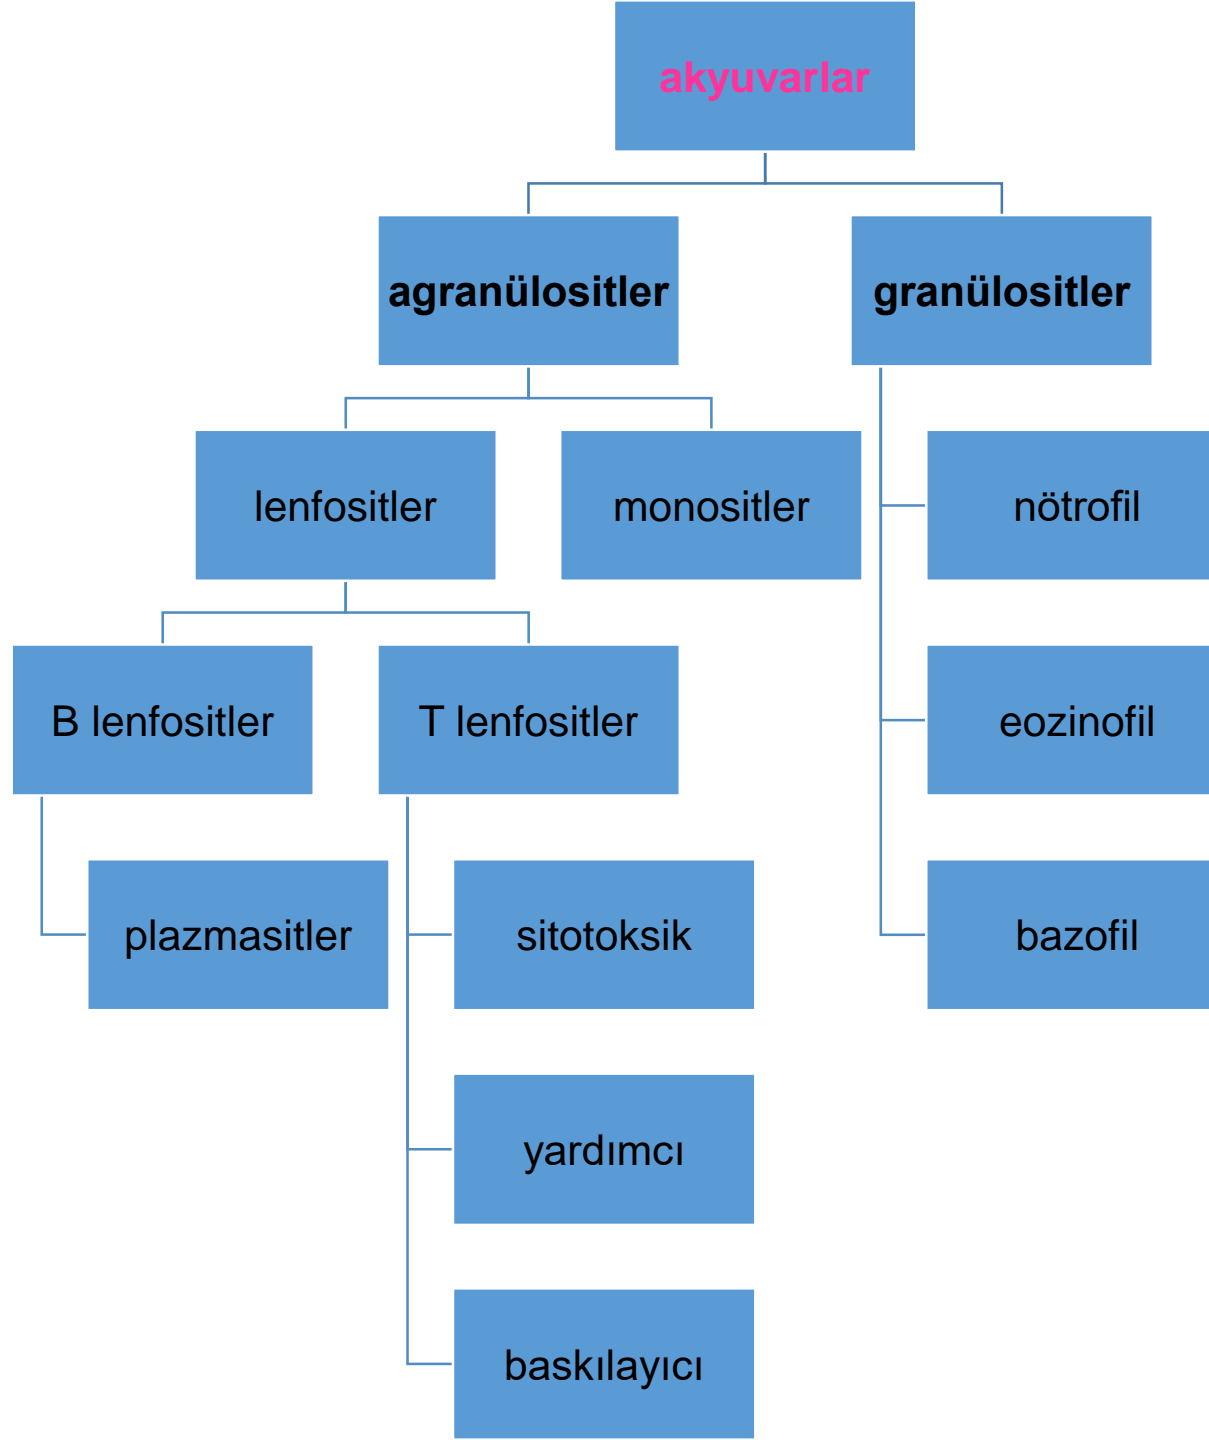 akyuvarlar
agranülositler
granülositler
lenfositler
monositler
nötrofil
B lenfositler
T lenfositler
eozinofil
plazmasitler
sitotoksik
bazofil
yardımcı
baskılayıcı